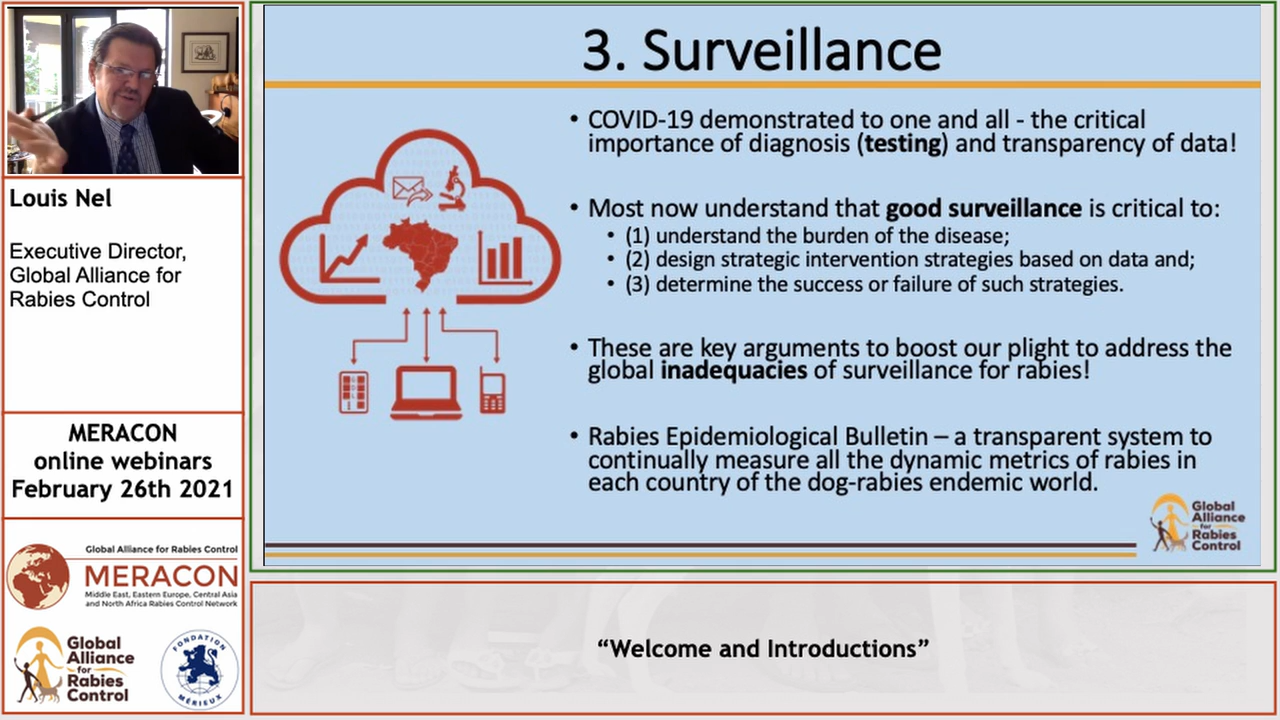 Louis Nel
Executive Director,
Global Alliance for
Rabies Control
MERACON
online webinars
February 26th 2021
Global Alliance for Rabies Control
MERACON
Middle East, Eastern Europe, Central Asia
and North Africa Rabies Control Network
Global
Alliance
for
Rabies
Control
FONDATION
MÉRIEUX
3. Surveillance
• COVID-19 demonstrated to one and all - the critical
importance of diagnosis (testing) and transparency of data!
• Most now understand that good surveillance is critical to:
• (1) understand the burden of the disease;
• (2) design strategic intervention strategies based on data and;
• (3) determine the success or failure of such strategies.
• These are key arguments to boost our plight to address the
global inadequacies of surveillance for rabies!
• Rabies Epidemiological Bulletin – a transparent system to
continually measure all the dynamic metrics of rabies in
each country of the dog-rabies endemic world.
Global
Alliance
for
Rabies
Control
“Welcome and Introductions”